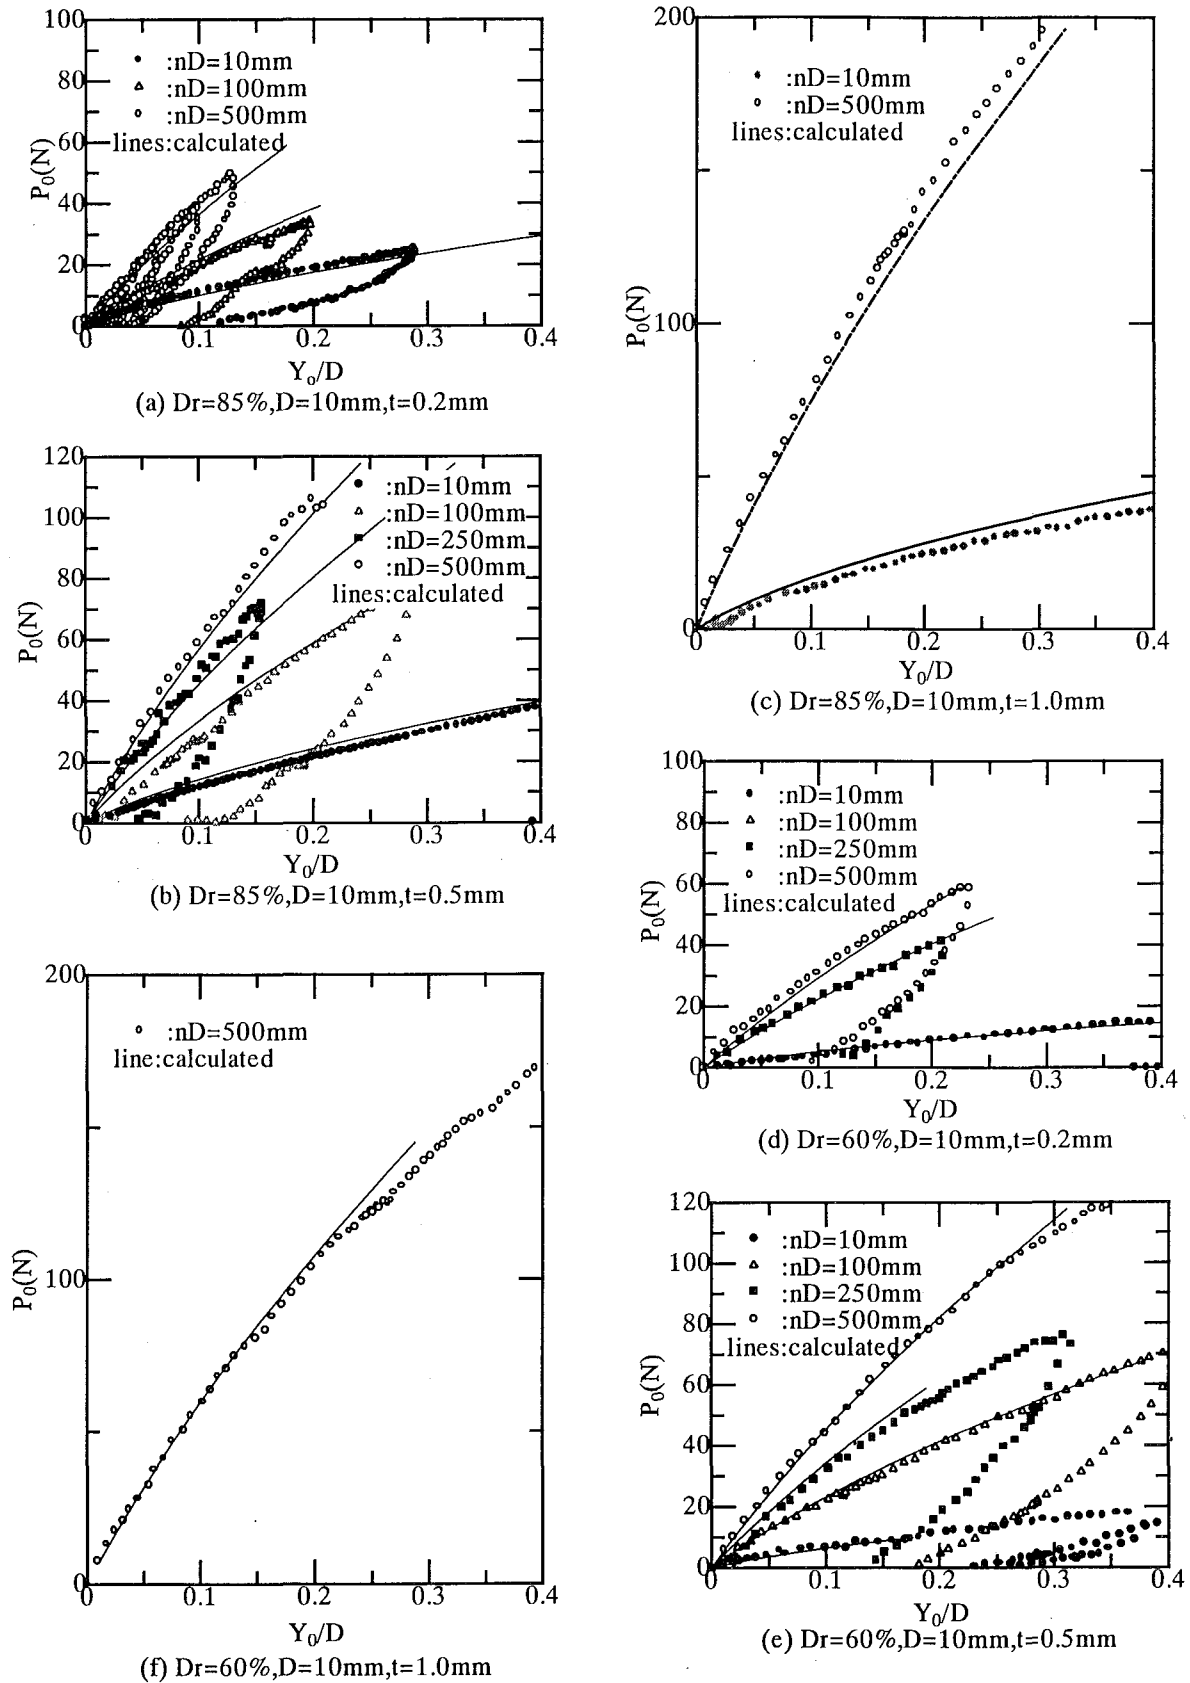 100
80
60
40
20
0
P0(N)
:nD=10mm
:nD=100mm
:nD=500mm
lines:calculated
0 0.1 0.2 0.3 0.4
Y0/D
(a) Dr=85%,D=10mm,t=0.2mm
120
100
80
60
40
20
0
P0(N)
:nD=10mm
:nD=100mm
:nD=250mm
:nD=500mm
lines:calculated
0 0.1 0.2 0.3 0.4
Y0/D
(b) Dr=85%,D=10mm,t=0.5mm
200
100
0
P0(N)
:nD=500mm
line:calculated
0 0.1 0.2 0.3 0.4
Y0/D
(f) Dr=60%,D=10mm,t=1.0mm
200
100
0
P0(N)
:nD=10mm
:nD=500mm
lines:calculated
0 0.1 0.2 0.3 0.4
Y0/D
(c) Dr=85%,D=10mm,t=1.0mm
100
80
60
40
20
0
P0(N)
:nD=10mm
:nD=100mm
:nD=250mm
:nD=500mm
lines:calculated
0 0.1 0.2 0.3 0.4
Y0/D
(d) Dr=60%,D=10mm,t=0.2mm
120
100
80
60
40
20
0
P0(N)
:nD=10mm
:nD=100mm
:nD=250mm
:nD=500mm
lines:calculated
0 0.1 0.2 0.3 0.4
Y0/D
(e) Dr=60%,D=10mm,t=0.5mm